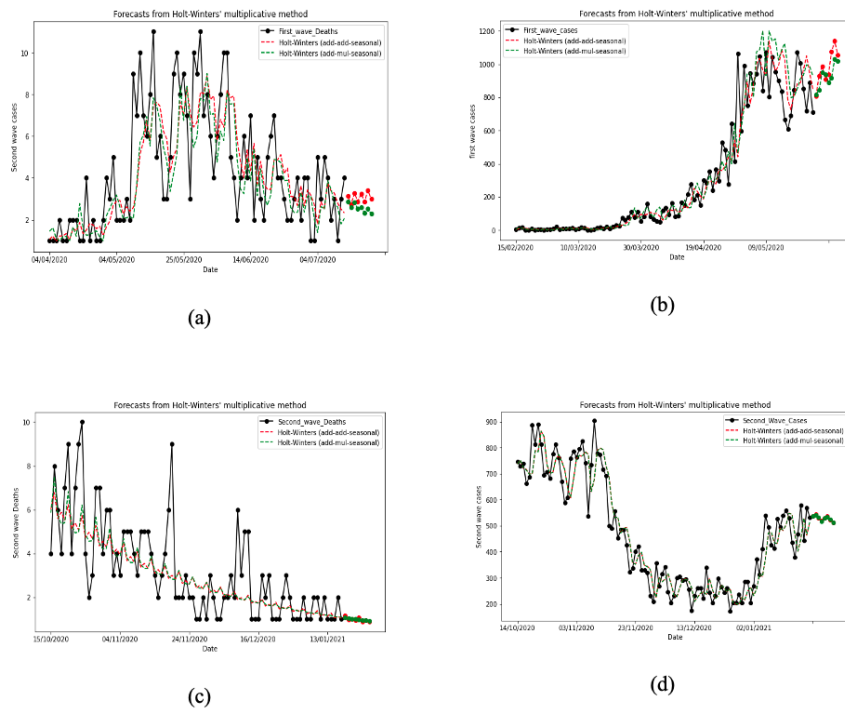 Forecasts from Holt-Winters' multiplicative method
First_wave_Deaths
Holt-Winters (add-add-seasonal)
Holt-Winters (add-mul-seasonal)
10
8
6
4
2
Second wave cases
04/04/2020 04/05/2020 25/05/2020 14/06/2020 04/07/2020
Date
(a)
Forecasts from Holt-Winters' multiplicative method
First_wave_cases
Holt-Winters (add-add-seasonal)
Holt-Winters (add-mul-seasonal)
1200
1000
800
600
400
200
0
first wave cases
15/02/2020 10/03/2020 30/03/2020 19/04/2020 09/05/2020
Date
(b)
Forecasts from Holt-Winters' multiplicative method
Second_wave_Deaths
Holt-Winters (add-add-seasonal)
Holt-Winters (add-mul-seasonal)
10
8
6
4
2
Second wave Deaths
15/10/2020 04/11/2020 24/11/2020 16/12/2020 13/01/2021
Date
(c)
Forecasts from Holt-Winters' multiplicative method
Second_Wave_Cases
Holt-Winters (add-add-seasonal)
Holt-Winters (add-mul-seasonal)
900
800
700
600
500
400
300
200
Second wave cases
14/10/2020 03/11/2020 23/11/2020 13/12/2020 02/01/2021
Date
(d)